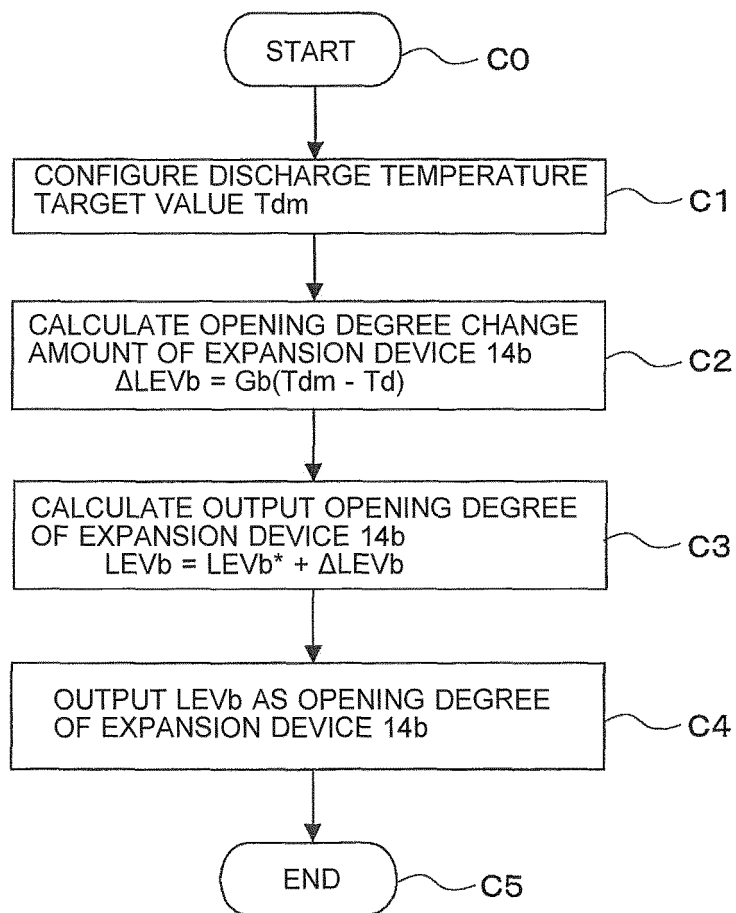 START
C0
CONFIGURE DISCHARGE TEMPERATURE
TARGET VALUE Tdm
C1
CALCULATE OPENING DEGREE CHANGE
AMOUNT OF EXPANSION DEVICE 14b
ΔLEVb = Gb(Tdm - Td)
C2
CALCULATE OUTPUT OPENING DEGREE
OF EXPANSION DEVICE 14b
LEVb = LEVb* + ΔLEVb
C3
OUTPUT LEVb AS OPENING DEGREE
OF EXPANSION DEVICE 14b
C4
END
C5